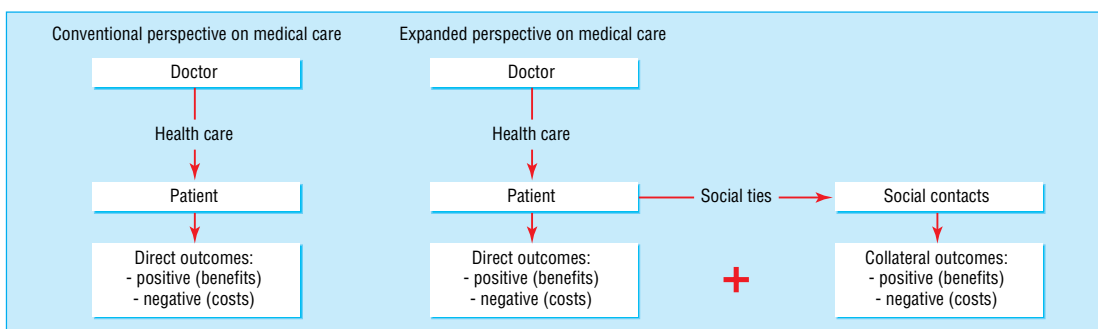 Conventional perspective on medical care
Doctor
Health care
Patient
Direct outcomes:
- positive (benefits)
- negative (costs)
Expanded perspective on medical care
Doctor
Health care
Patient
Social ties
Social contacts
Direct outcomes:
- positive (benefits)
- negative (costs)
+
Collateral outcomes:
- positive (benefits)
- negative (costs)